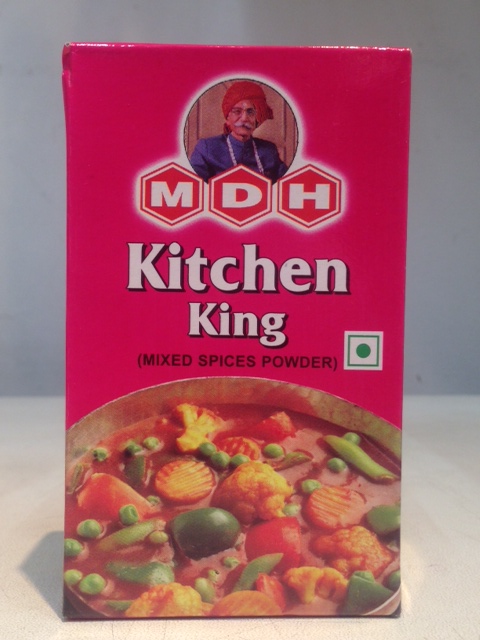 MDH
Kitchen
King
(MIXED SPICES POWDER)